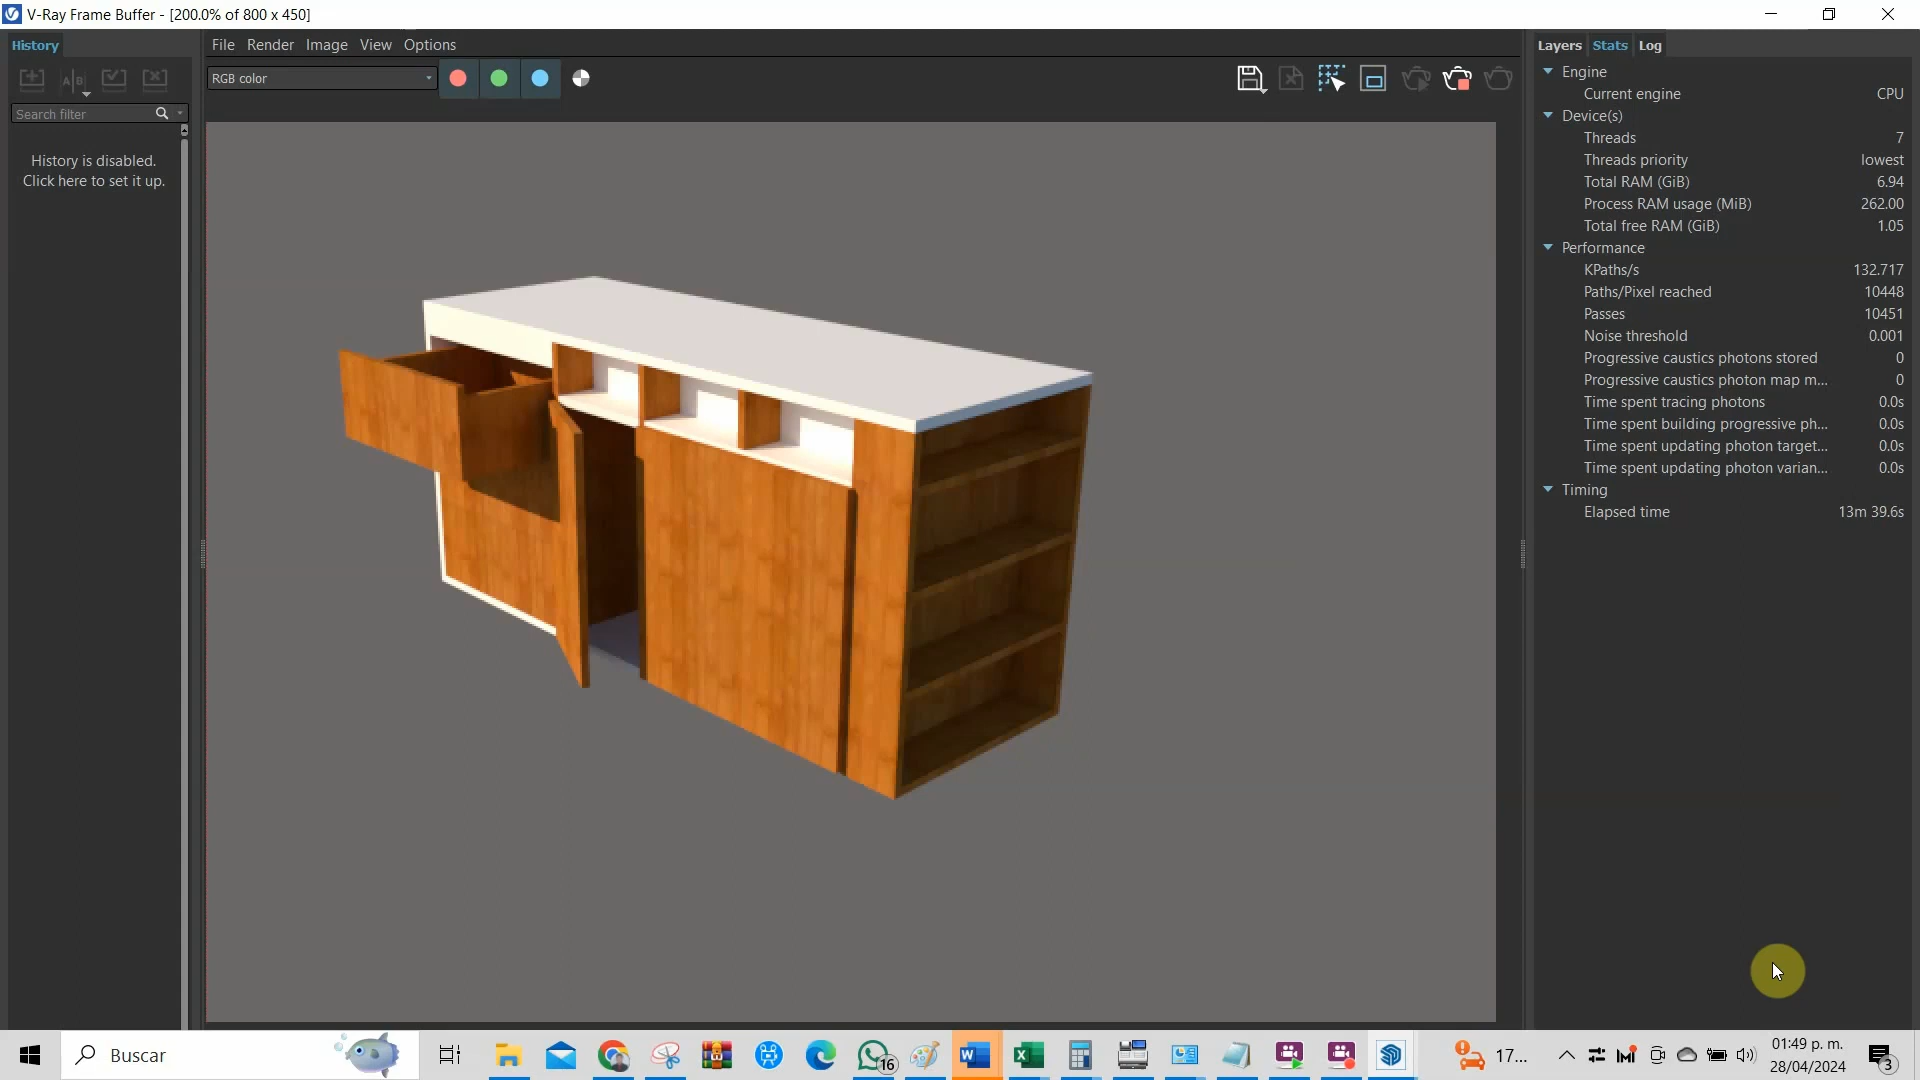 V-Ray Frame Buffer - [200.0% of 800 x 450]
History
File Render Image View Options
Layers Stats Log
RGB color
A B
Search filter
History is disabled.
Click here to set it up.
Engine
Current engine CPU
Device(s)
Threads 7
Threads priority lowest
Total RAM (GiB) 6.94
Process RAM usage (MiB) 262.00
Total free RAM (GiB) 1.05
Performance
KPaths/s 132.717
Paths/Pixel reached 10448
Passes 10451
Noise threshold 0.001
Progressive caustics photons stored 0
Progressive caustics photon map m... 0
Time spent tracing photons 0.0s
Time spent building progressive ph... 0.0s
Time spent updating photon target... 0.0s
Time spent updating photon varian... 0.0s
Timing
Elapsed time 13m 39.6s
Buscar
16
W
X
17...
01:49 p. m.
28/04/2024
3